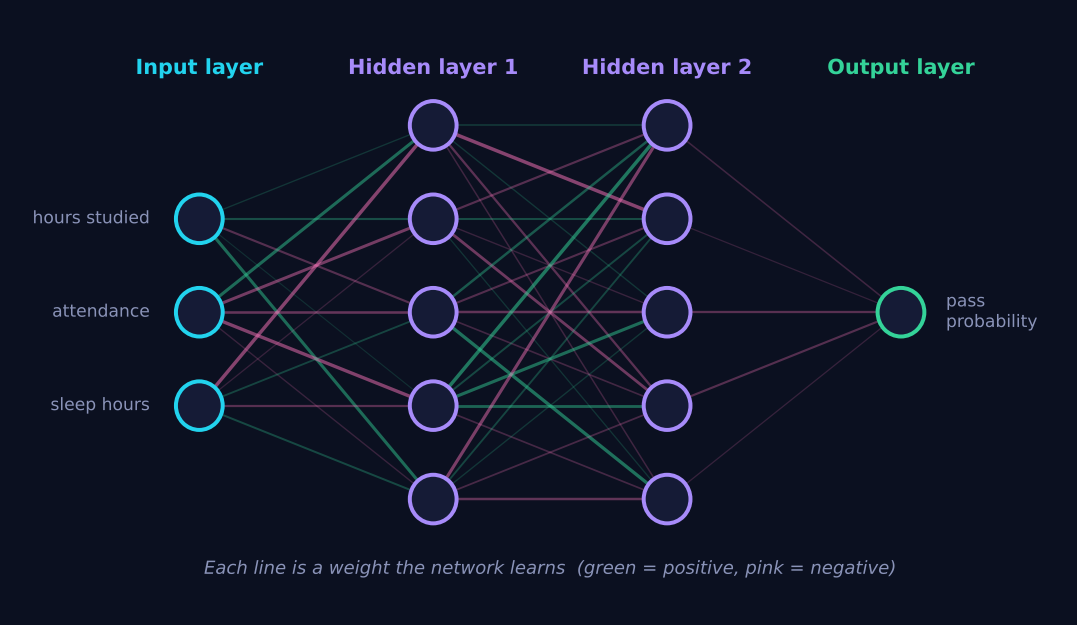 Input layer
Hidden layer 1
Hidden layer 2
Output layer
hours studied
attendance
sleep hours
pass
probability
Each line is a weight the network learns  (green = positive, pink = negative)